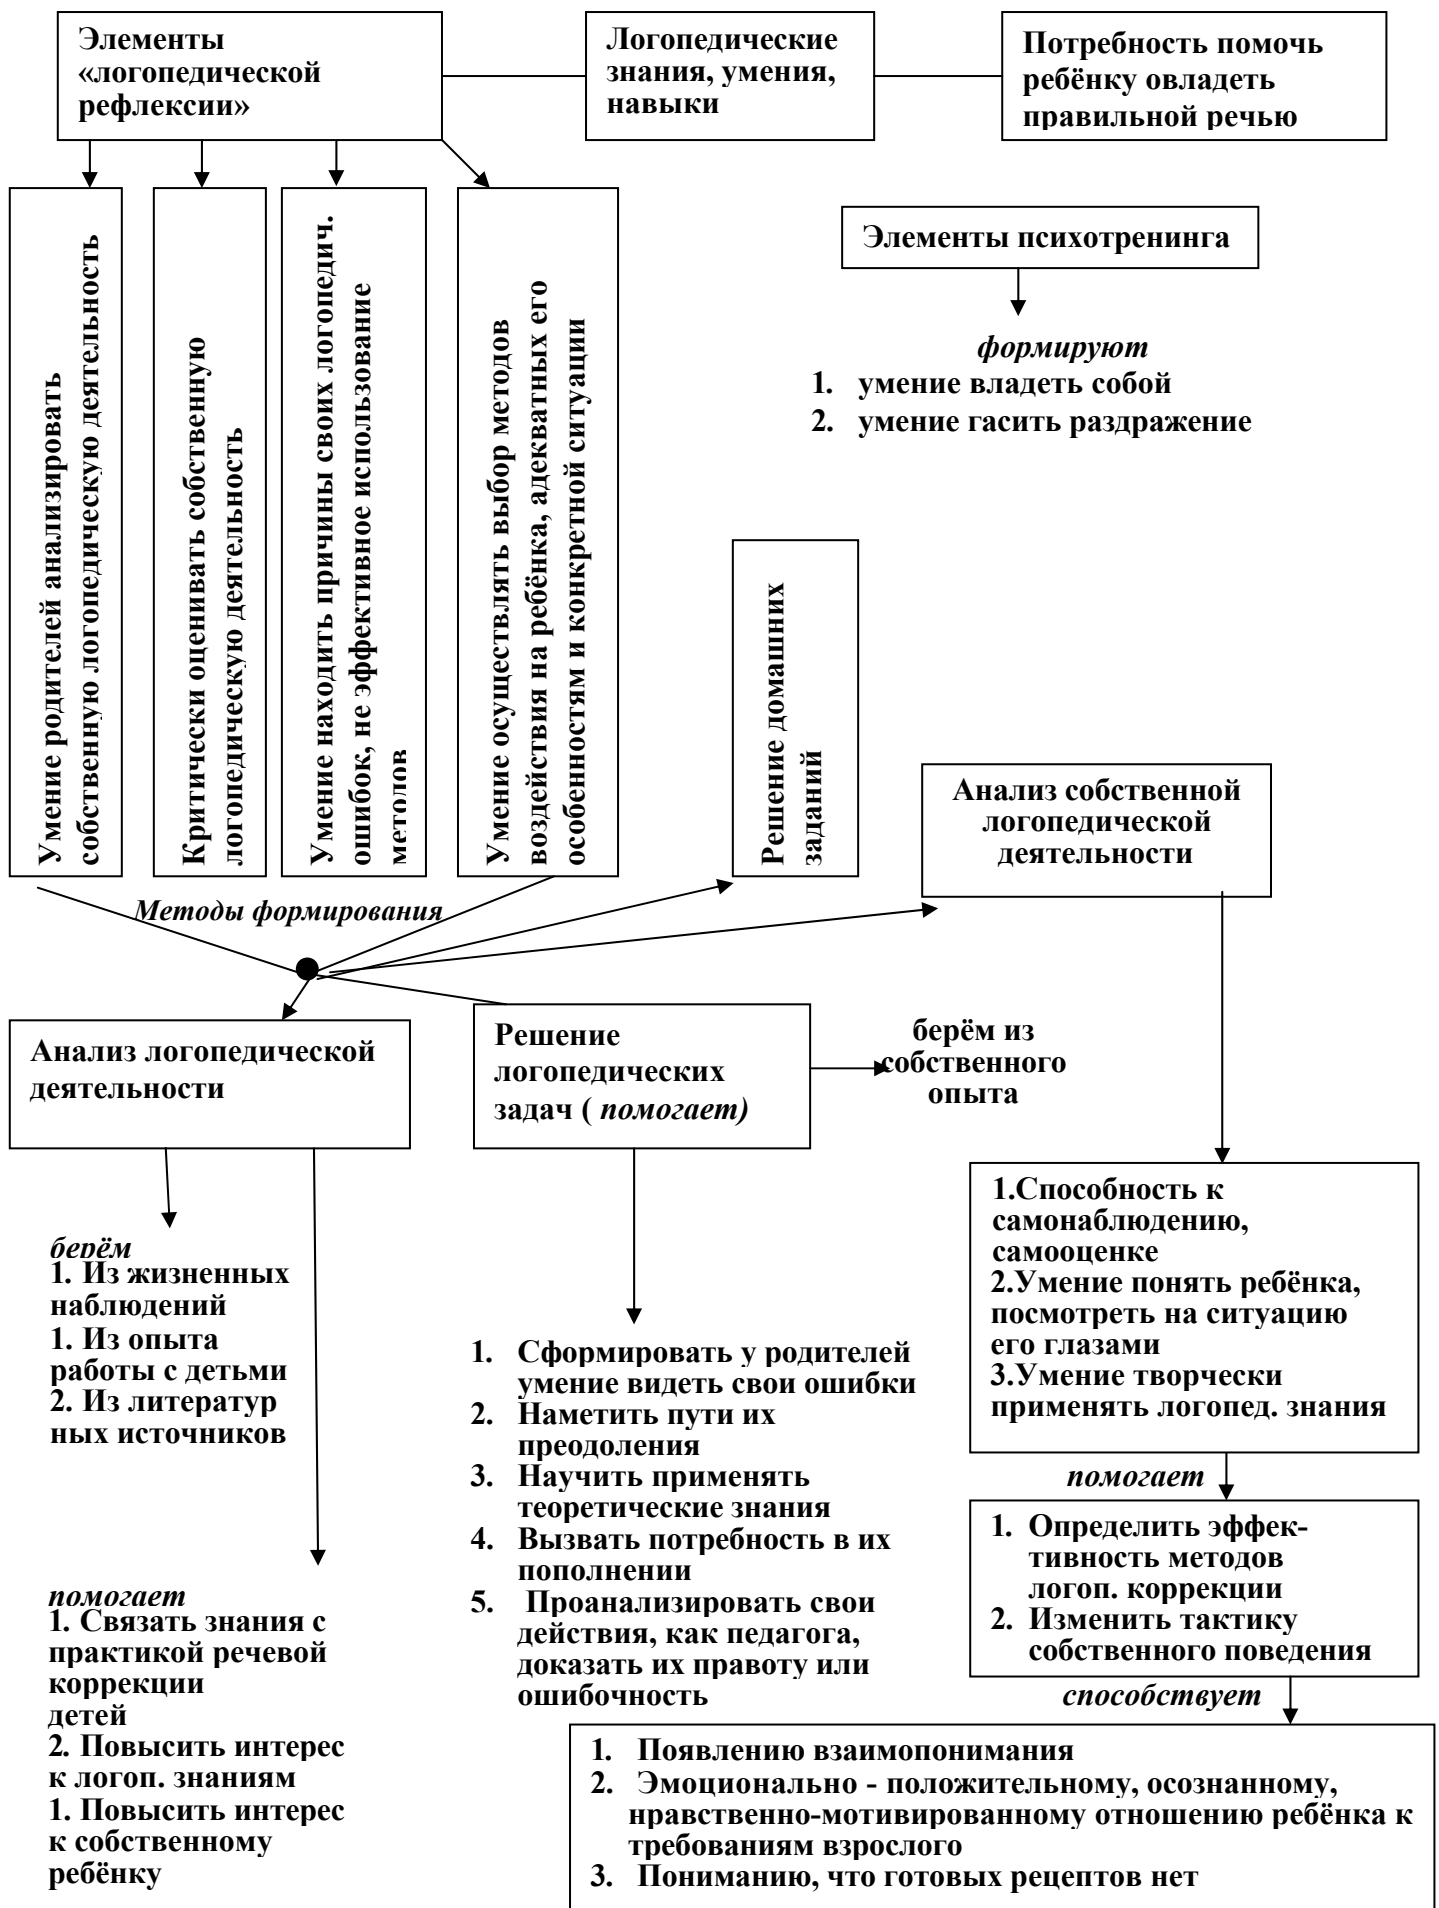 Элементы
«логопедической
рефлексии»
Логопедические
знания, умения,
навыки
Потребность помочь
ребёнку овладеть
правильной речью
Умение родителей анализировать
собственную логопедическую деятельность
Критически оценивать собственную
логопедическую деятельность
Умение находить причины своих логопедич.
ошибок, не эффективное использование
методов
Умение осуществлять выбор методов
воздействия на ребёнка, адекватных его
особенностям и конкретной ситуации
Элементы психотренинга
формируют
1. умение владеть собой
2. умение гасить раздражение
Решение домашних
заданий
Анализ собственной
логопедической
деятельности
Методы формирования
Анализ логопедической
деятельности
Решение
логопедических
задач ( помогает)
берём из
собственного
опыта
берём
1. Из жизненных
наблюдений
1. Из опыта
работы с детьми
2. Из литератур
ных источников
помогает
1. Связать знания с
практикой речевой
коррекции
детей
2. Повысить интерес
к логоп. знаниям
1. Повысить интерес
к собственному
ребёнку
1. Сформировать у родителей
умение видеть свои ошибки
2. Наметить пути их
преодоления
3. Научить применять
теоретические знания
4. Вызвать потребность в их
пополнении
5. Проанализировать свои
действия, как педагога,
доказать их правоту или
ошибочность
1.Способность к
самонаблюдению,
самооценке
2.Умение понять ребёнка,
посмотреть на ситуацию
его глазами
3.Умение творчески
применять логопед. знания
помогает
1. Определить эффек-
тивность методов
логоп. коррекции
2. Изменить тактику
собственного поведения
способствует
1. Появлению взаимопонимания
2. Эмоционально - положительному, осознанному,
нравственно-мотивированному отношению ребёнка к
требованиям взрослого
3. Пониманию, что готовых рецептов нет